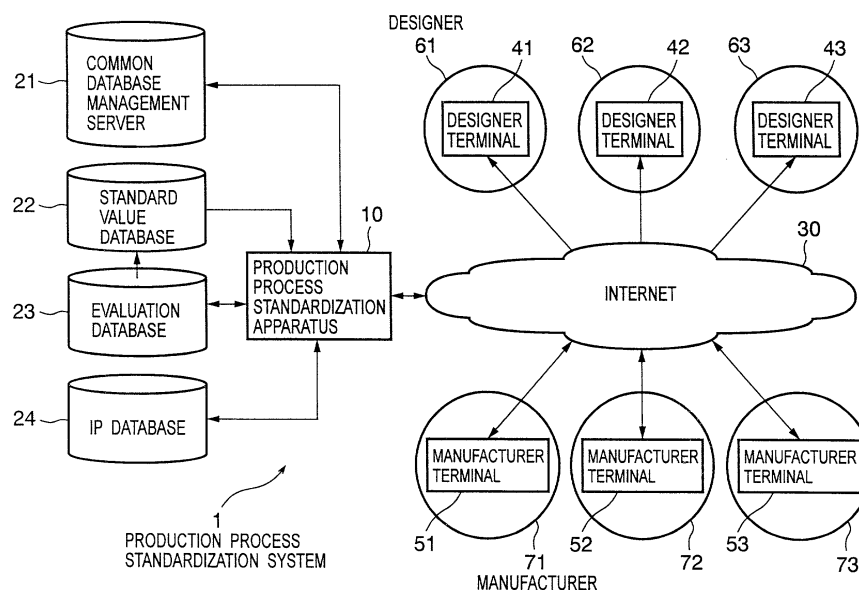 DESIGNER
61
41
62
42
63
43
DESIGNER
TERMINAL
DESIGNER
TERMINAL
DESIGNER
TERMINAL
21
COMMON
DATABASE
MANAGEMENT
SERVER
22
STANDARD
VALUE
DATABASE
10
30
23
EVALUATION
DATABASE
PRODUCTION
PROCESS
STANDARDIZATION
APPARATUS
INTERNET
24
IP DATABASE
MANUFACTURER
TERMINAL
MANUFACTURER
TERMINAL
MANUFACTURER
TERMINAL
1
PRODUCTION PROCESS
STANDARDIZATION SYSTEM
51
71
52
72
53
73
MANUFACTURER